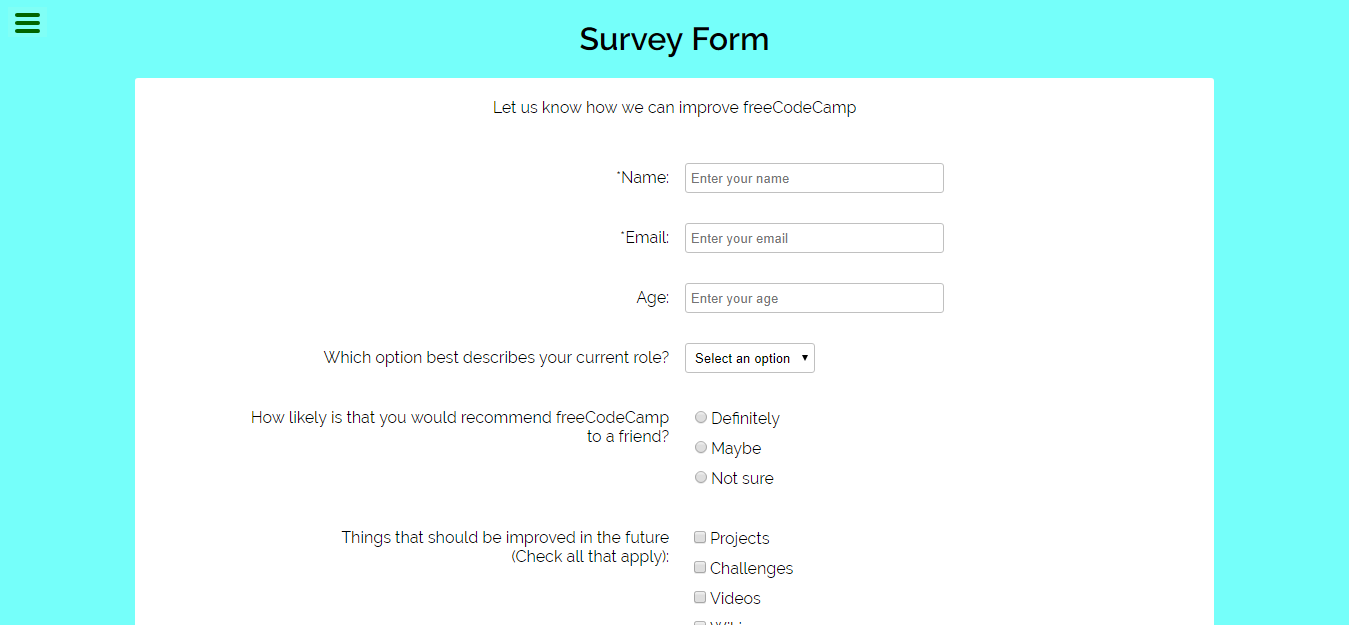 Survey Form
Let us know how we can improve freeCodeCamp
*Name:
Enter your name
*Email:
Enter your email
Age:
Enter your age
Which option best describes your current role?
Select an option
How likely is that you would recommend freeCodeCamp
to a friend?
Definitely
Maybe
Not sure
Things that should be improved in the future
(Check all that apply):
Projects
Challenges
Videos